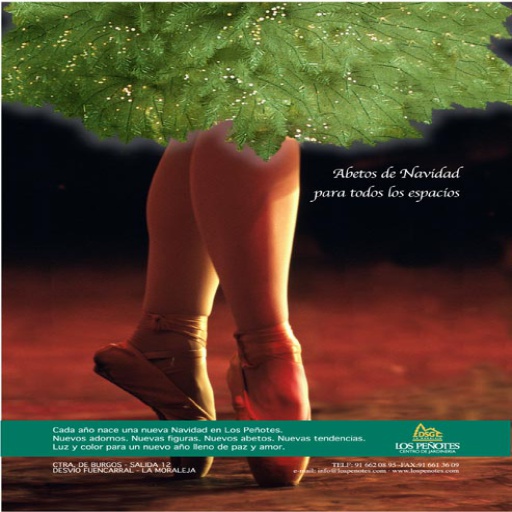 Abetos de Navidad
para todos los espacios
Cada año nace una nueva Navidad en Los Peñotes.
Nuevos adornos. Nuevas figuras. Nuevos abetos. Nuevas tendencias.
Luz y color para un nuevo año lleno de paz y amor.
LOS PEÑOTES
CENTRO DE JARDINERÍA
CTRA. DE BURGOS - SALIDA 12
DESVIO FUENCARRAL - LA MORALEJA
TELF: 91 662 08 95 -FAX:91 661 36 09
e-mail: info@lospenotes.com www.lospenotes.com